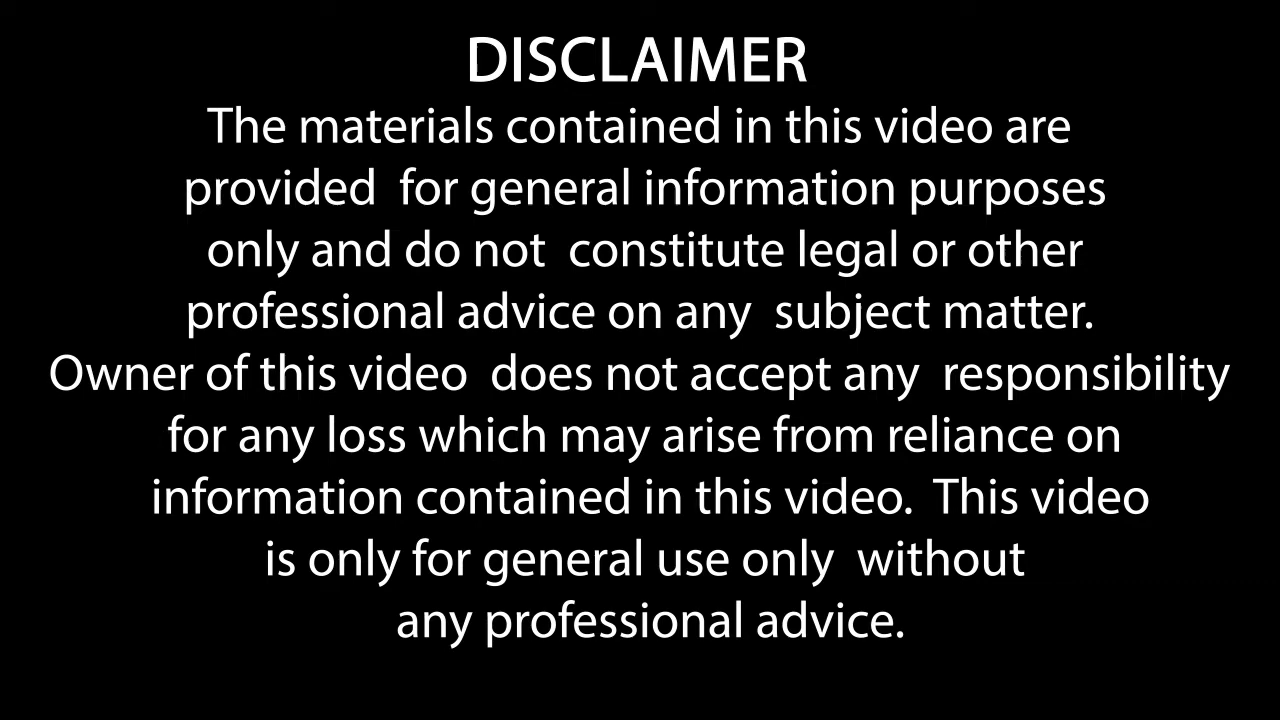 DISCLAIMER
The materials contained in this video are
provided  for general information purposes
only and do not  constitute legal or other
professional advice on any  subject matter.
Owner of this video  does not accept any  responsibility
for any loss which may arise from reliance on
information contained in this video.  This video
is only for general use only  without
any professional advice.